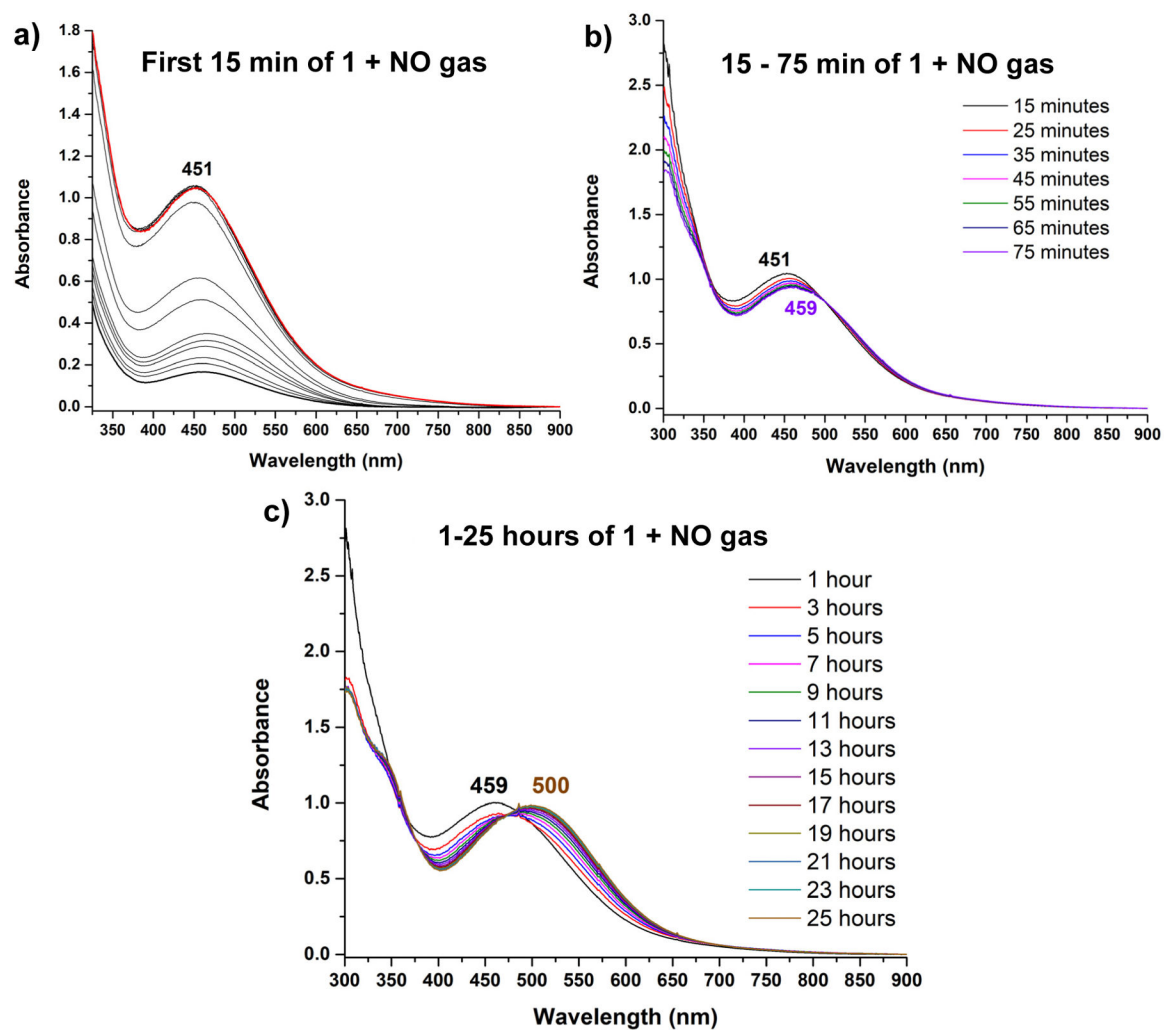 a)
First 15 min of 1 + NO gas
1.8
1.6
1.4
1.2
1.0
0.8
0.6
0.4
0.2
0.0
Absorbance
451
350 400 450 500 550 600 650 700 750 800 850 900
Wavelength (nm)
b)
15 - 75 min of 1 + NO gas
3.0
2.5
2.0
1.5
1.0
0.5
0.0
Absorbance
15 minutes
25 minutes
35 minutes
45 minutes
55 minutes
65 minutes
75 minutes
451
459
300 350 400 450 500 550 600 650 700 750 800 850 900
Wavelength (nm)
c)
1-25 hours of 1 + NO gas
3.0
2.5
2.0
1.5
1.0
0.5
0.0
Absorbance
1 hour
3 hours
5 hours
7 hours
9 hours
11 hours
13 hours
15 hours
17 hours
19 hours
21 hours
23 hours
25 hours
459 500
300 350 400 450 500 550 600 650 700 750 800 850 900
Wavelength (nm)